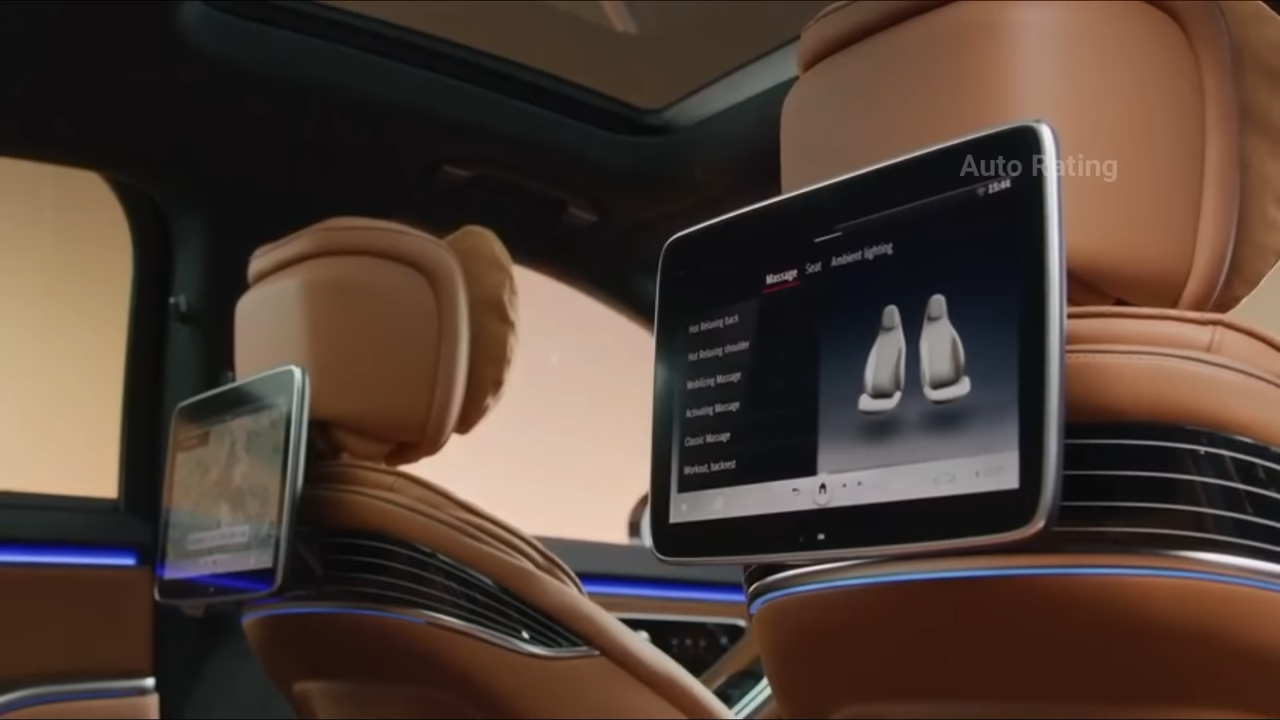 Auto Rating
15:44
Massage Seat Ambient lighting
Hot Relaxing back
Hot Relaxing shoulder
Mobilizing Massage
Activating Massage
Classic Massage
Workout, backrest